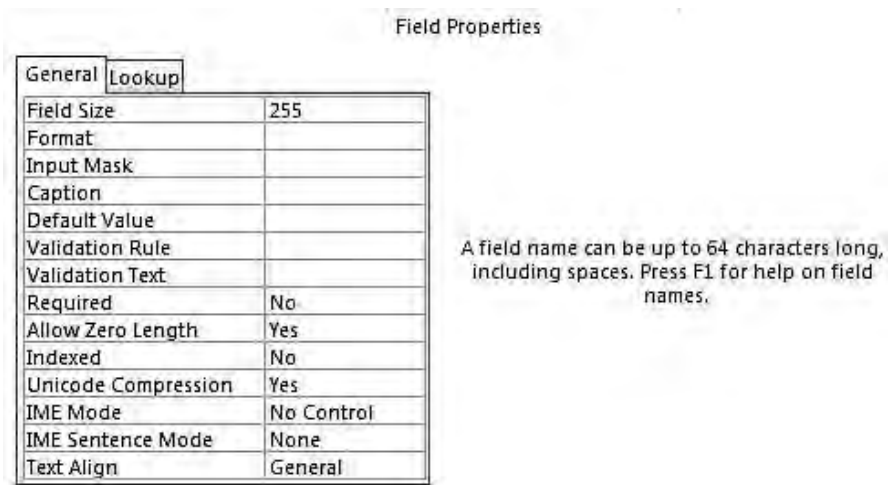 Field Properties
General Lookup
Field Size 255
Format
Input Mask
Caption
Default Value
Validation Rule
Validation Text
Required No
Allow Zero Length Yes
Indexed No
Unicode Compression Yes
IME Mode No Control
IME Sentence Mode None
Text Align General
A field name can be up to 64 characters long,
including spaces. Press F1 for help on field
names.